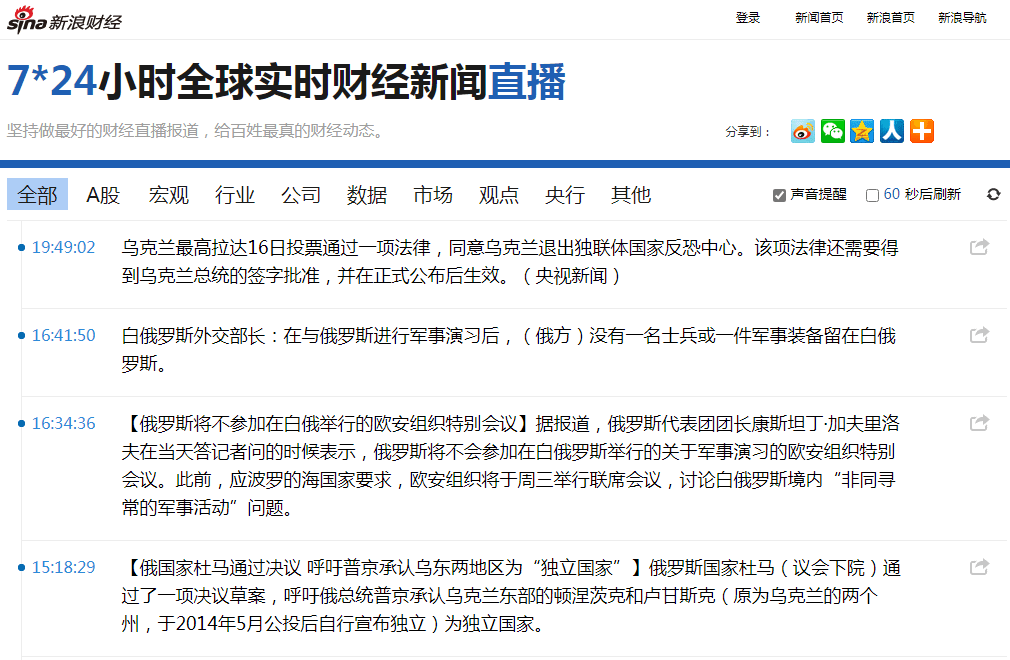 sina新浪财经
登录 新闻首页 新浪首页 新浪导航
7*24小时全球实时财经新闻直播
坚持做最好的财经直播报道，给百姓最真的财经动态。
分享到：
全部 A股 宏观 行业 公司 数据 市场 观点 央行 其他 声音提醒 60 秒后刷新
19:49:02 乌克兰最高拉达16日投票通过一项法律，同意乌克兰退出独联体国家反恐中心。该项法律还需要得
到乌克兰总统的签字批准，并在正式公布后生效。（央视新闻）
16:41:50 白俄罗斯外交部长：在与俄罗斯进行军事演习后，（俄方）没有一名士兵或一件军事装备留在白俄
罗斯。
16:34:36 【俄罗斯将不参加在白俄举行的欧安组织特别会议】据报道，俄罗斯代表团团长康斯坦丁·加夫里洛
夫在当天答记者问的时候表示，俄罗斯将不会参加在白俄罗斯举行的关于军事演习的欧安组织特别
会议。此前，应波罗的海国家要求，欧安组织将于周三举行联席会议，讨论白俄罗斯境内“非同寻
常的军事活动”问题。
15:18:29 【俄国家杜马通过决议 呼吁普京承认乌东两地区为“独立国家”】俄罗斯国家杜马（议会下院）通
过了一项决议草案，呼吁俄总统普京承认乌克兰东部的顿涅茨克和卢甘斯克（原为乌克兰的两个
州，于2014年5月公投后自行宣布独立）为独立国家。